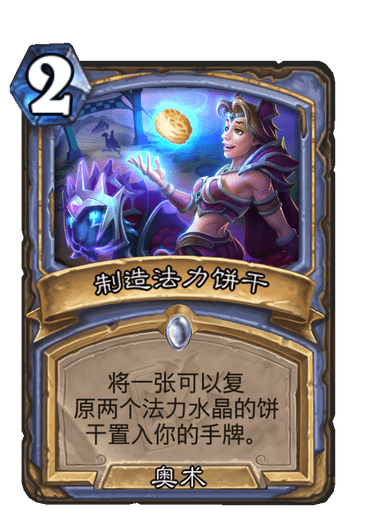 2
制造法力饼干
将一张可以复
原两个法力水晶的饼
干置入你的手牌。
奥术